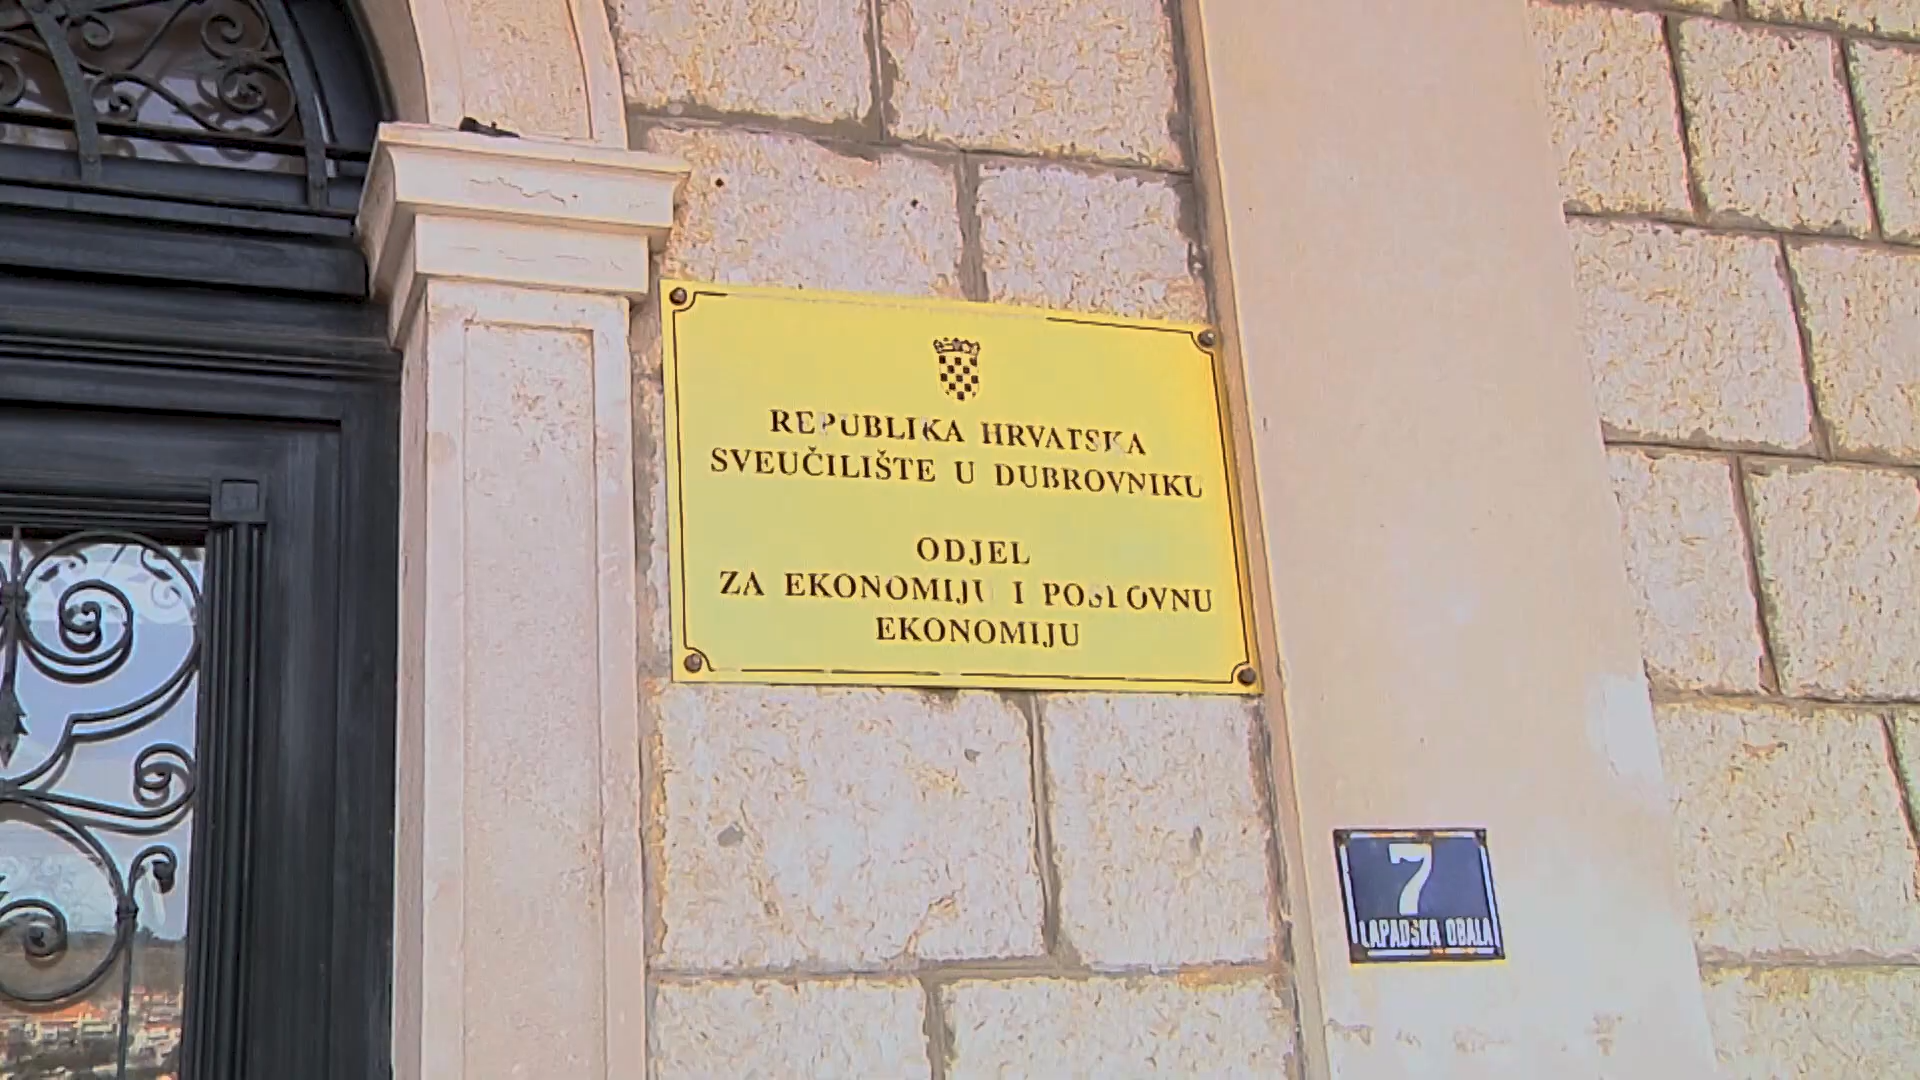 REPUBLIKA HRVATSKA
SVEUČILIŠTE U DUBROVNIKU
ODJEL
ZA EKONOMIJU I POSLOVNU
EKONOMIJU
7
LAPADSKA OBALA